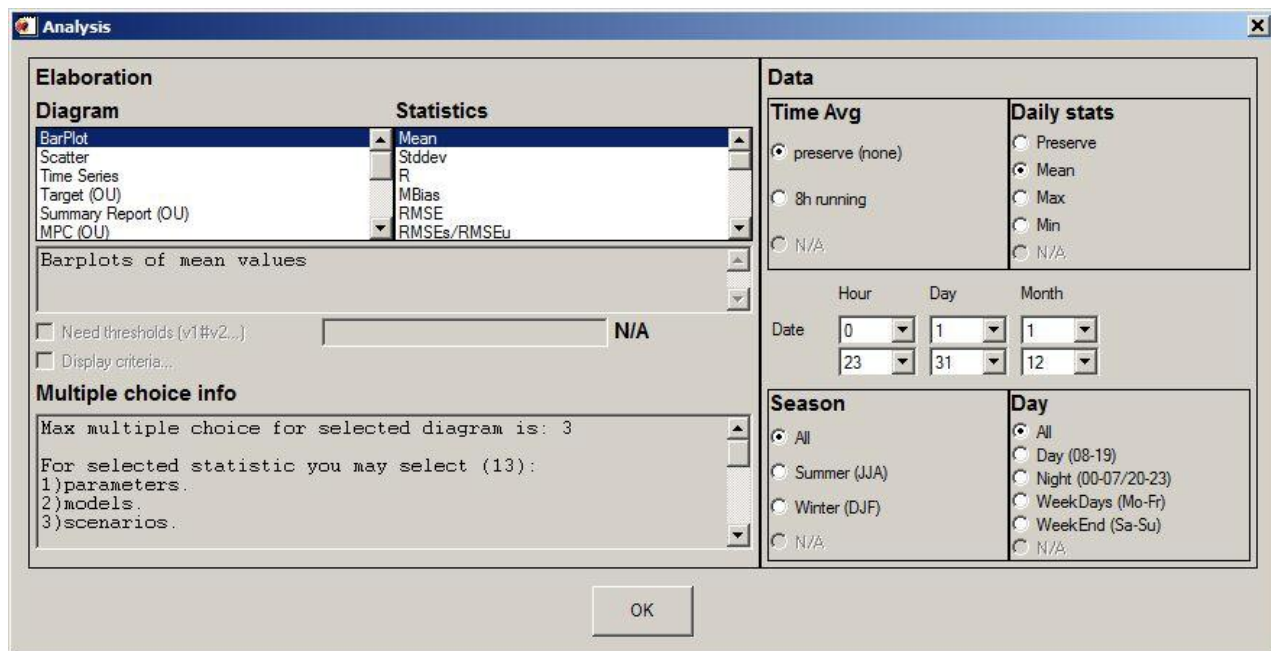 Analysis
Elaboration
Diagram
Statistics
BarPlot
Scatter
Time Series
Target (OU)
Summary Report (OU)
MPC (OU)
Mean
Stddev
R
MBias
RMSE
RMSEs/RMSEu
Barplots of mean values
Need thresholds (v1#v2...)
N/A
Display criteria...
Multiple choice info
Max multiple choice for selected diagram is: 3
For selected statistic you may select (13):
1)parameters.
2)models.
3)scenarios.
Data
Time Avg
preserve (none)
8h running
N/A
Daily stats
Preserve
Mean
Max
Min
N/A
Hour Day Month
Date 0 1 1
23 31 12
Season
All
Summer (JJA)
Winter (DJF)
N/A
Day
All
Day (08-19)
Night (00-07/20-23)
WeekDays (Mo-Fr)
WeekEnd (Sa-Su)
N/A
OK